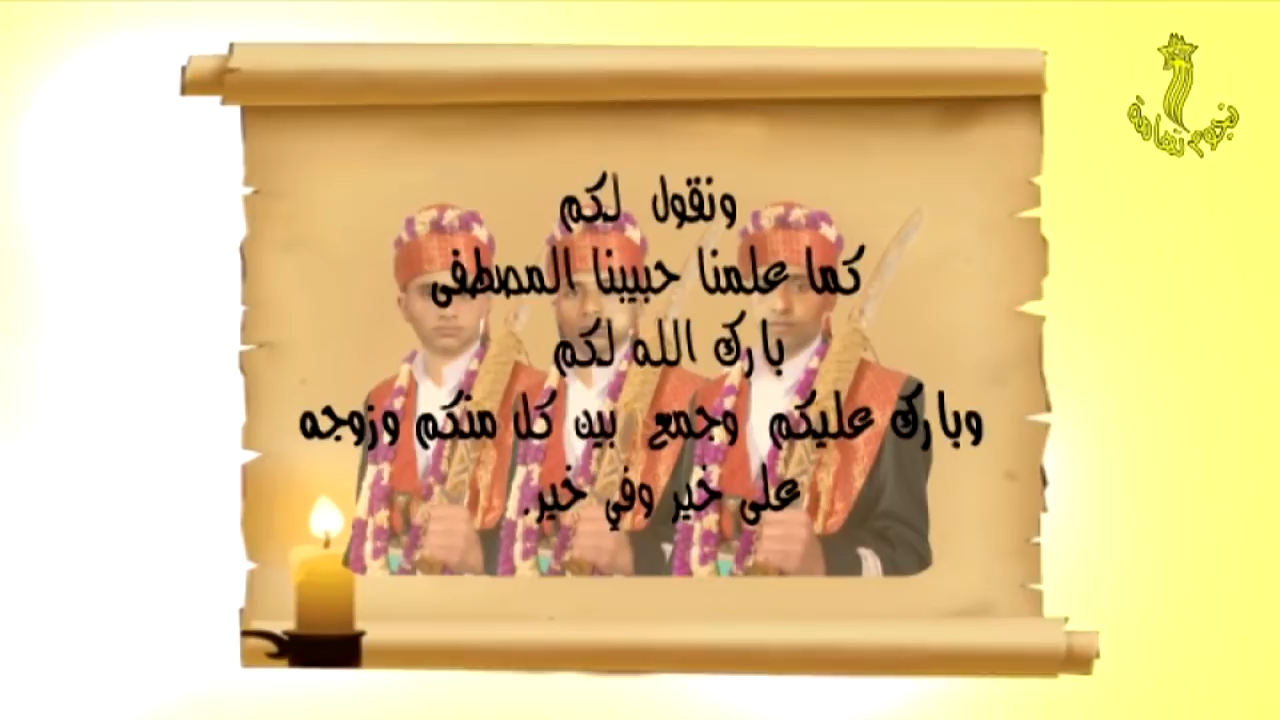 نجوم تهامة
ونقول لكم
كما علمنا حبيبنا المصطفى
بارك الله لكم
وبارك عليكم وجمع بين كل منكم وزوجه
على خير وفي خير.